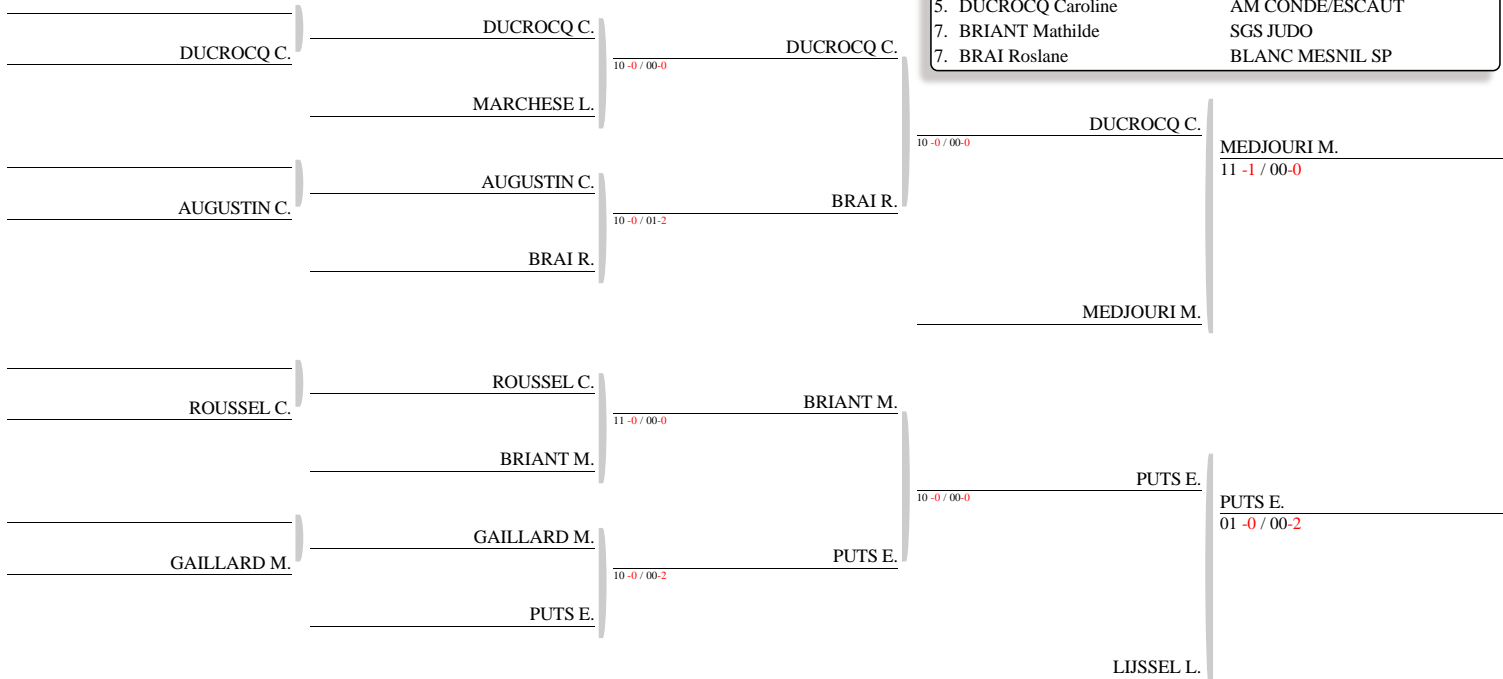 5. DUCROCQ Caroline AM CONDE/ESCAUT
7. BRIANT Mathilde SGS JUDO
7. BRAI Roslane BLANC MESNIL SP
DUCROCQ C.
DUCROCQ C.
10 -0 / 00-0
DUCROCQ C.
MARCHESE L.
10 -0 / 00-0
DUCROCQ C.
MEDJOURI M.
11 -1 / 00-0
AUGUSTIN C.
AUGUSTIN C.
10 -0 / 01-2
BRAI R.
BRAI R.
MEDJOURI M.
ROUSSEL C.
ROUSSEL C.
11 -0 / 00-0
BRIANT M.
BRIANT M.
10 -0 / 00-0
PUTS E.
PUTS E.
01 -0 / 00-2
GAILLARD M.
GAILLARD M.
10 -0 / 00-2
PUTS E.
PUTS E.
LIJSSEL L.